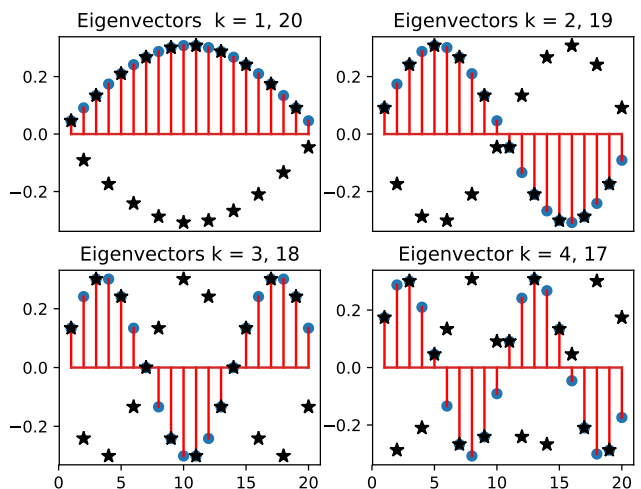 Eigenvectors k = 1, 20
Eigenvectors k = 2, 19
0.2
0.0
−0.2
0.2
0.0
−0.2
Eigenvectors k = 3, 18
Eigenvector k = 4, 17
0.2
0.0
−0.2
0.2
0.0
−0.2
0 5 10 15 20
0 5 10 15 20